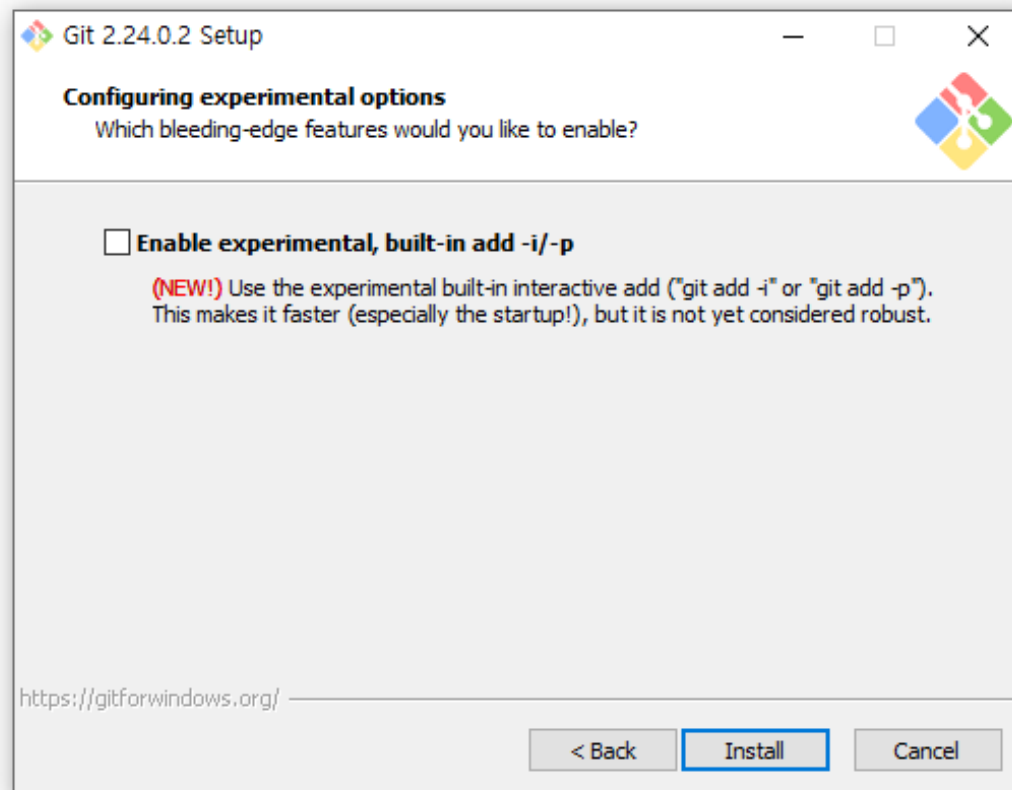 Git 2.24.0.2 Setup
Configuring experimental options
Which bleeding-edge features would you like to enable?
Enable experimental, built-in add -i/-p
(NEW!) Use the experimental built-in interactive add ("git add -i" or "git add -p").
This makes it faster (especially the startup!), but it is not yet considered robust.
https://gitforwindows.org/
< Back
Install
Cancel